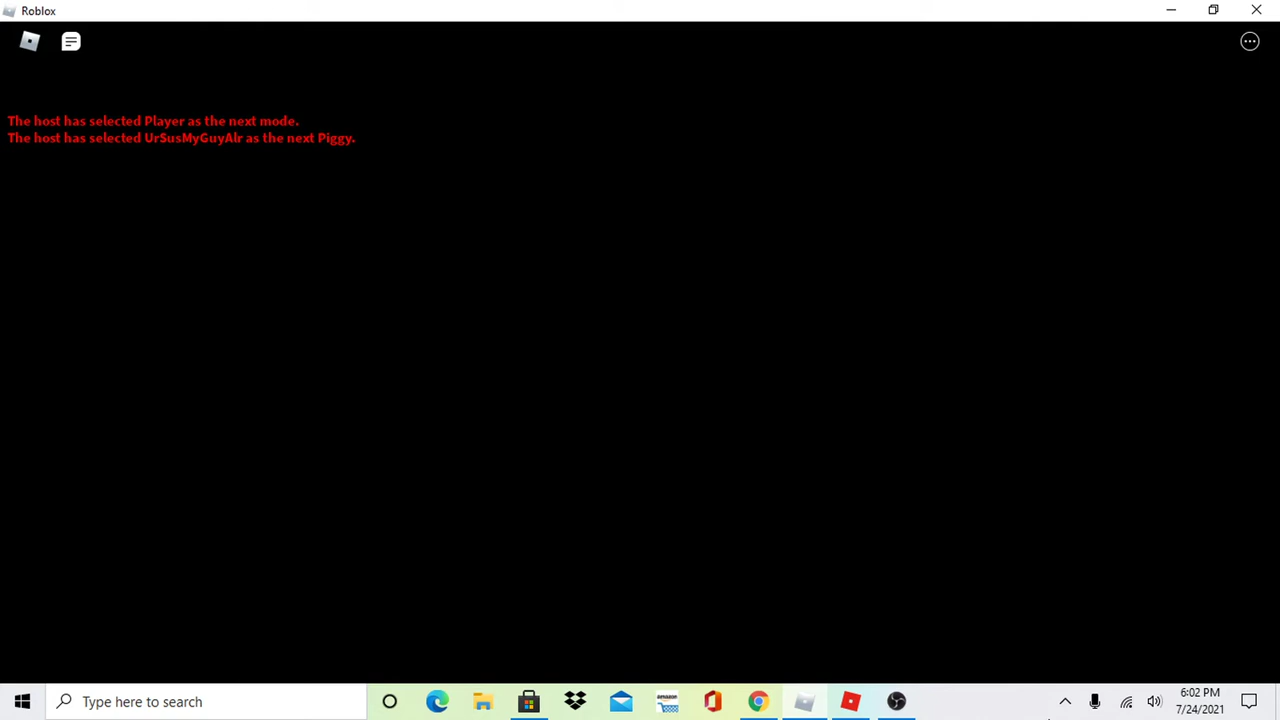 Roblox
The host has selected Player as the next mode.
The host has selected UrSusMyGuyAlr as the next Piggy.
Type here to search
amazon
6:02 PM
7/24/2021